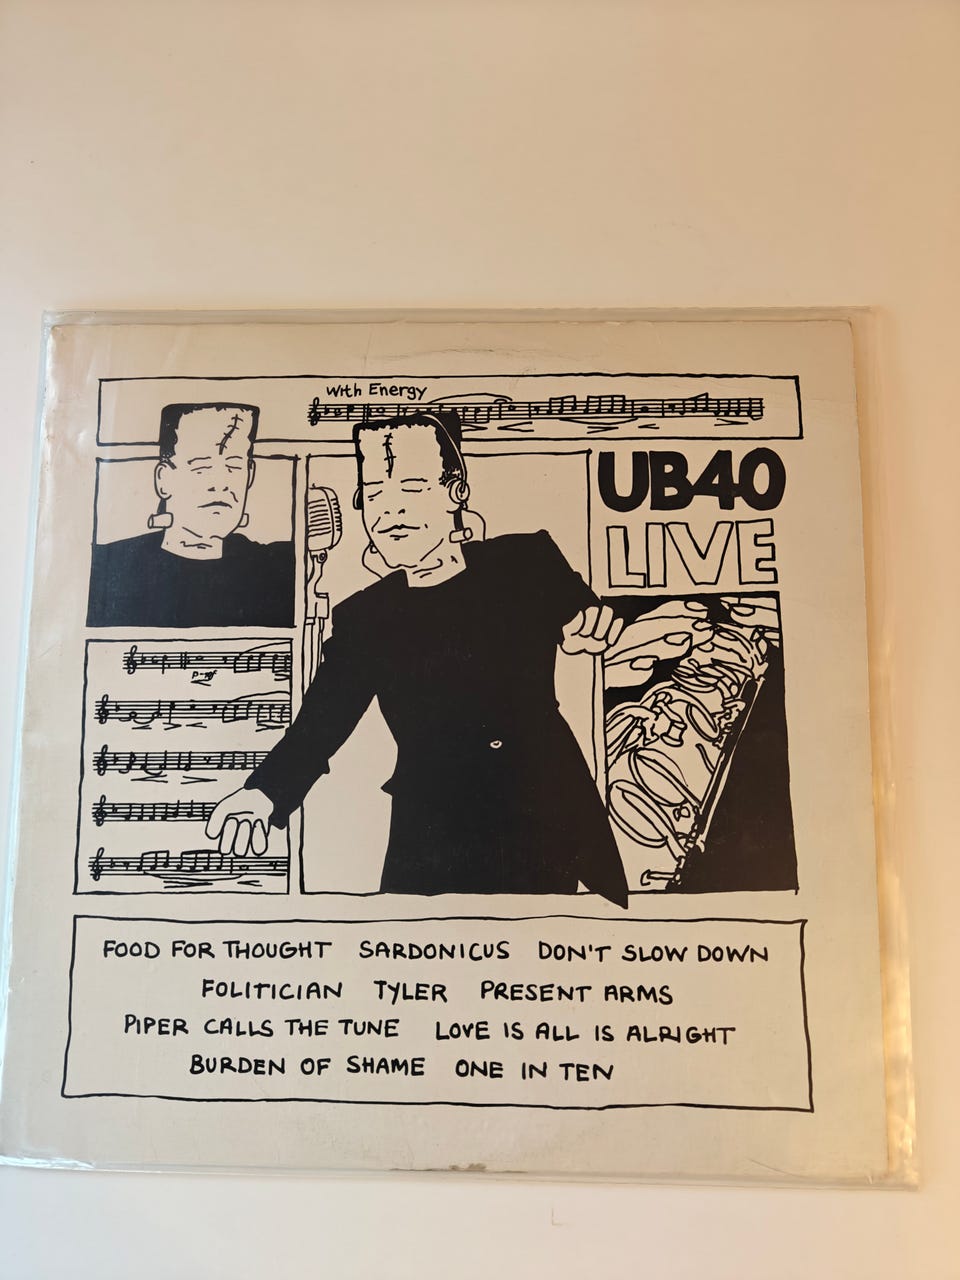 With Energy
UB40
LIVE
p-mf
FOOD FOR THOUGHT SARDONICUS DON'T SLOW DOWN
FOLITICIAN TYLER PRESENT ARMS
PIPER CALLS THE TUNE LOVE IS ALL IS ALRIGHT
BURDEN OF SHAME ONE IN TEN